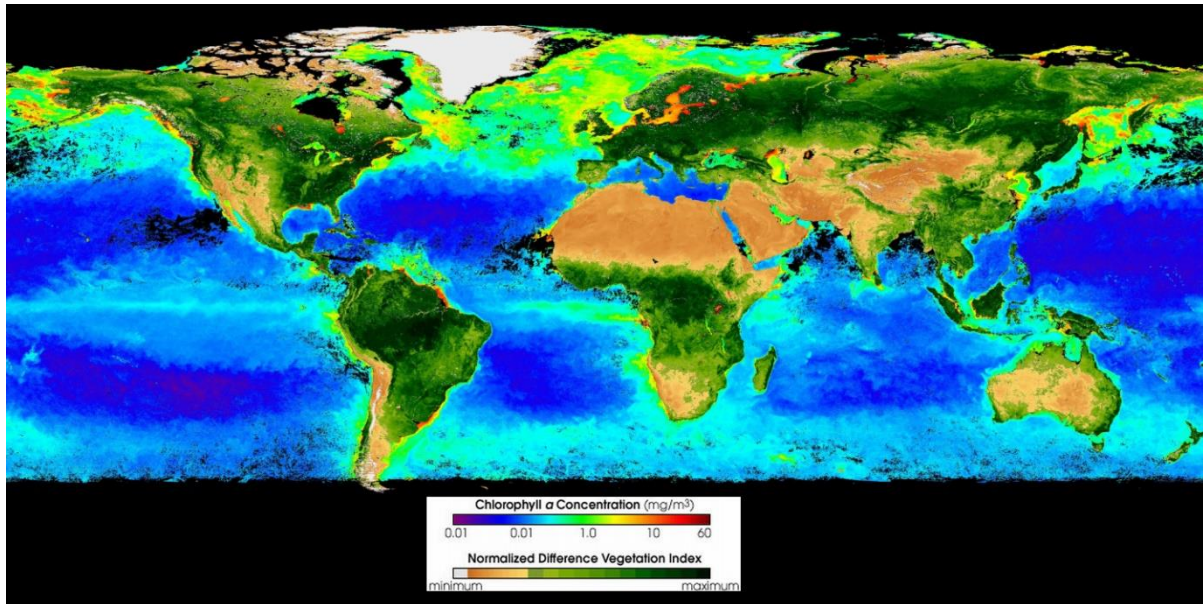 Chlorophyll a Concentration (mg/m³)
0.01 0.01 1.0 10 60
Normalized Difference Vegetation Index
minimum maximum